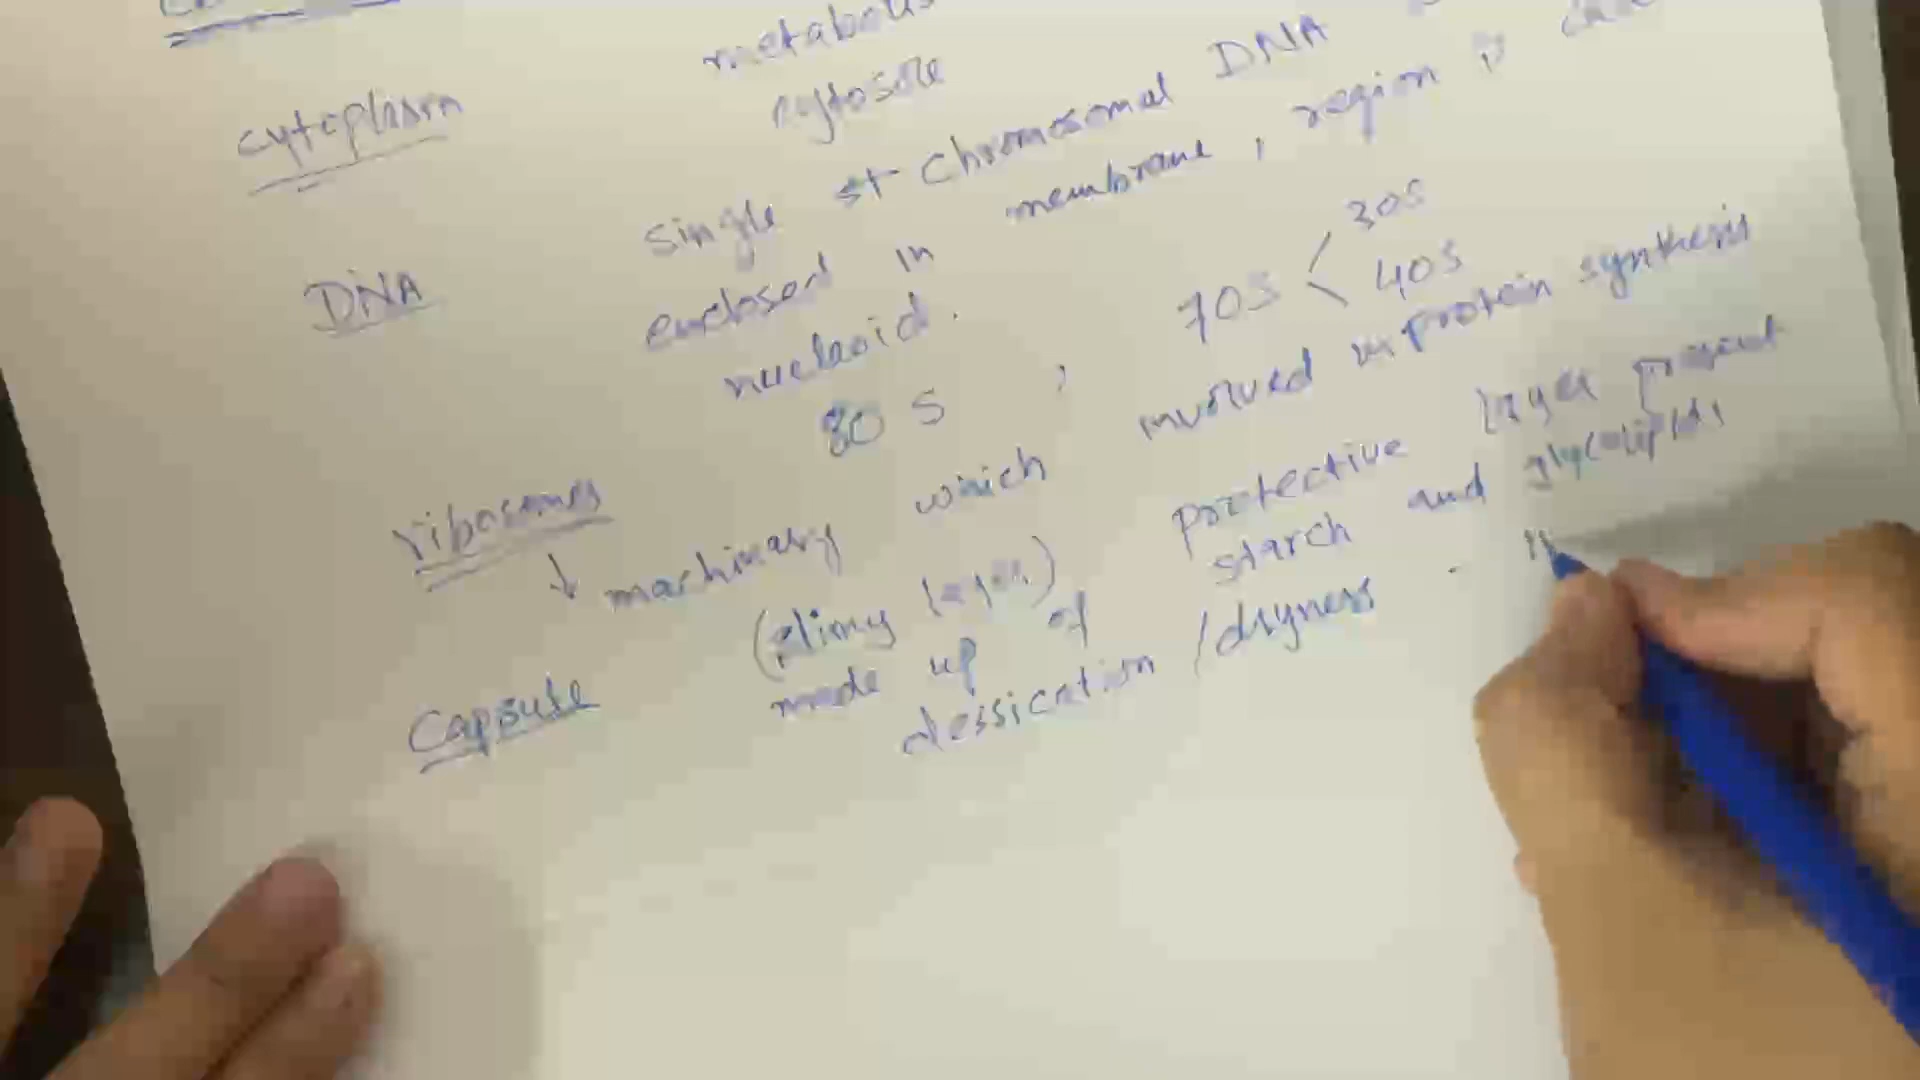 cytoplasm
cytosole
DNA
single st chromosomal DNA
enclosed in membrane, region is
nucleoid.
ribosomes
80 S , 70S < 30S
40S
↓ machinary which involved in protein synthesis
Capsule
(slimy layer) protective layer present
made up of starch and glycolipids
dessication / dryness -